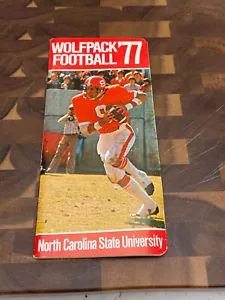 WOLFPACK
FOOTBALL '77
North Carolina State University